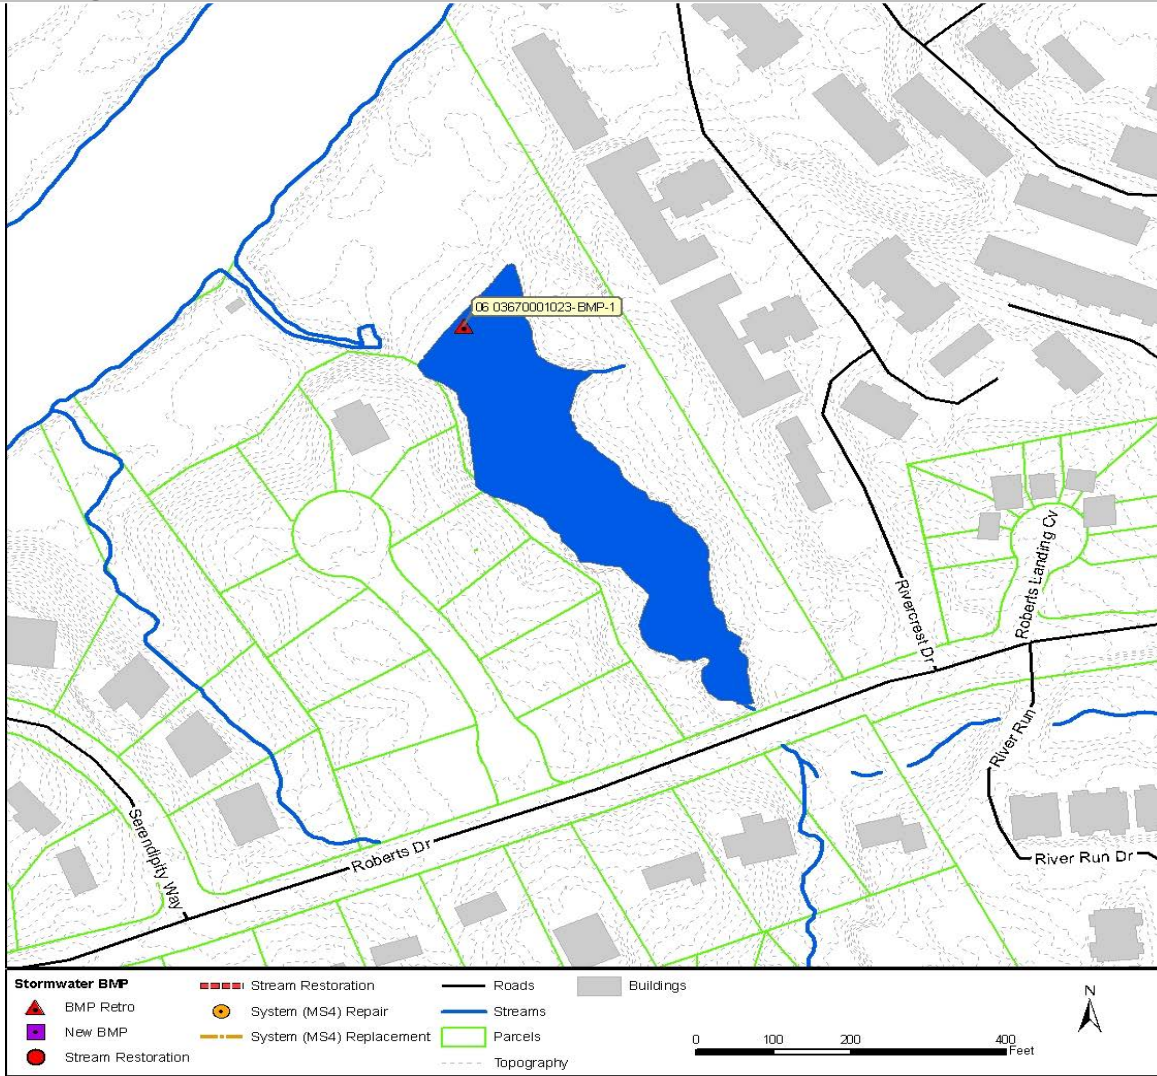 06 03670001023-BMP-1
Roberts Landing Cv
Rivercrest Dr
River Run
River Run Dr
Roberts Dr
Serendipity Way
Stormwater BMP
BMP Retro
New BMP
Stream Restoration
Stream Restoration
System (MS4) Repair
System (MS4) Replacement
Roads
Streams
Parcels
Topography
Buildings
N
0 100 200 400
Feet